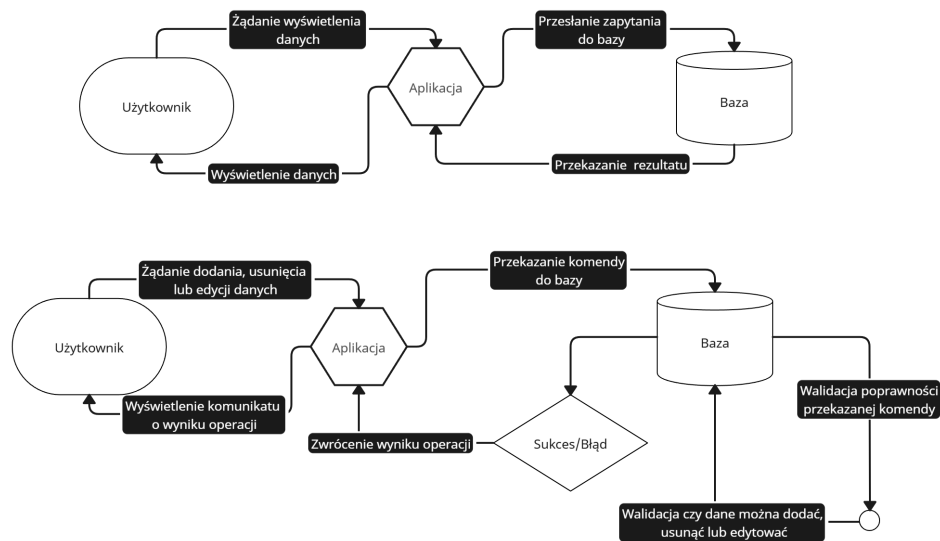 Żądanie wyświetlenia
danych
Przesłanie zapytania
do bazy
Użytkownik
Aplikacja
Baza
Wyświetlenie danych
Przekazanie rezultatu
Żądanie dodania, usunięcia
lub edycji danych
Przekazanie komendy
do bazy
Użytkownik
Aplikacja
Baza
Wyświetlenie komunikatu
o wyniku operacji
Walidacja poprawności
przekazanej komendy
Zwrócenie wyniku operacji
Sukces/Błąd
Walidacja czy dane można dodać,
usunąć lub edytować